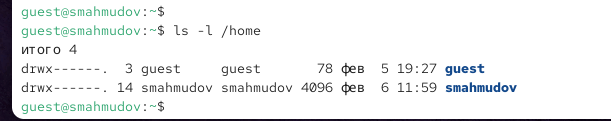 guest@smahmudov:~$
guest@smahmudov:~$ ls -l /home
итого 4
drwx------.  3 guest     guest       78 фев  5 19:27 guest
drwx------. 14 smahmudov smahmudov 4096 фев  6 11:59 smahmudov
guest@smahmudov:~$